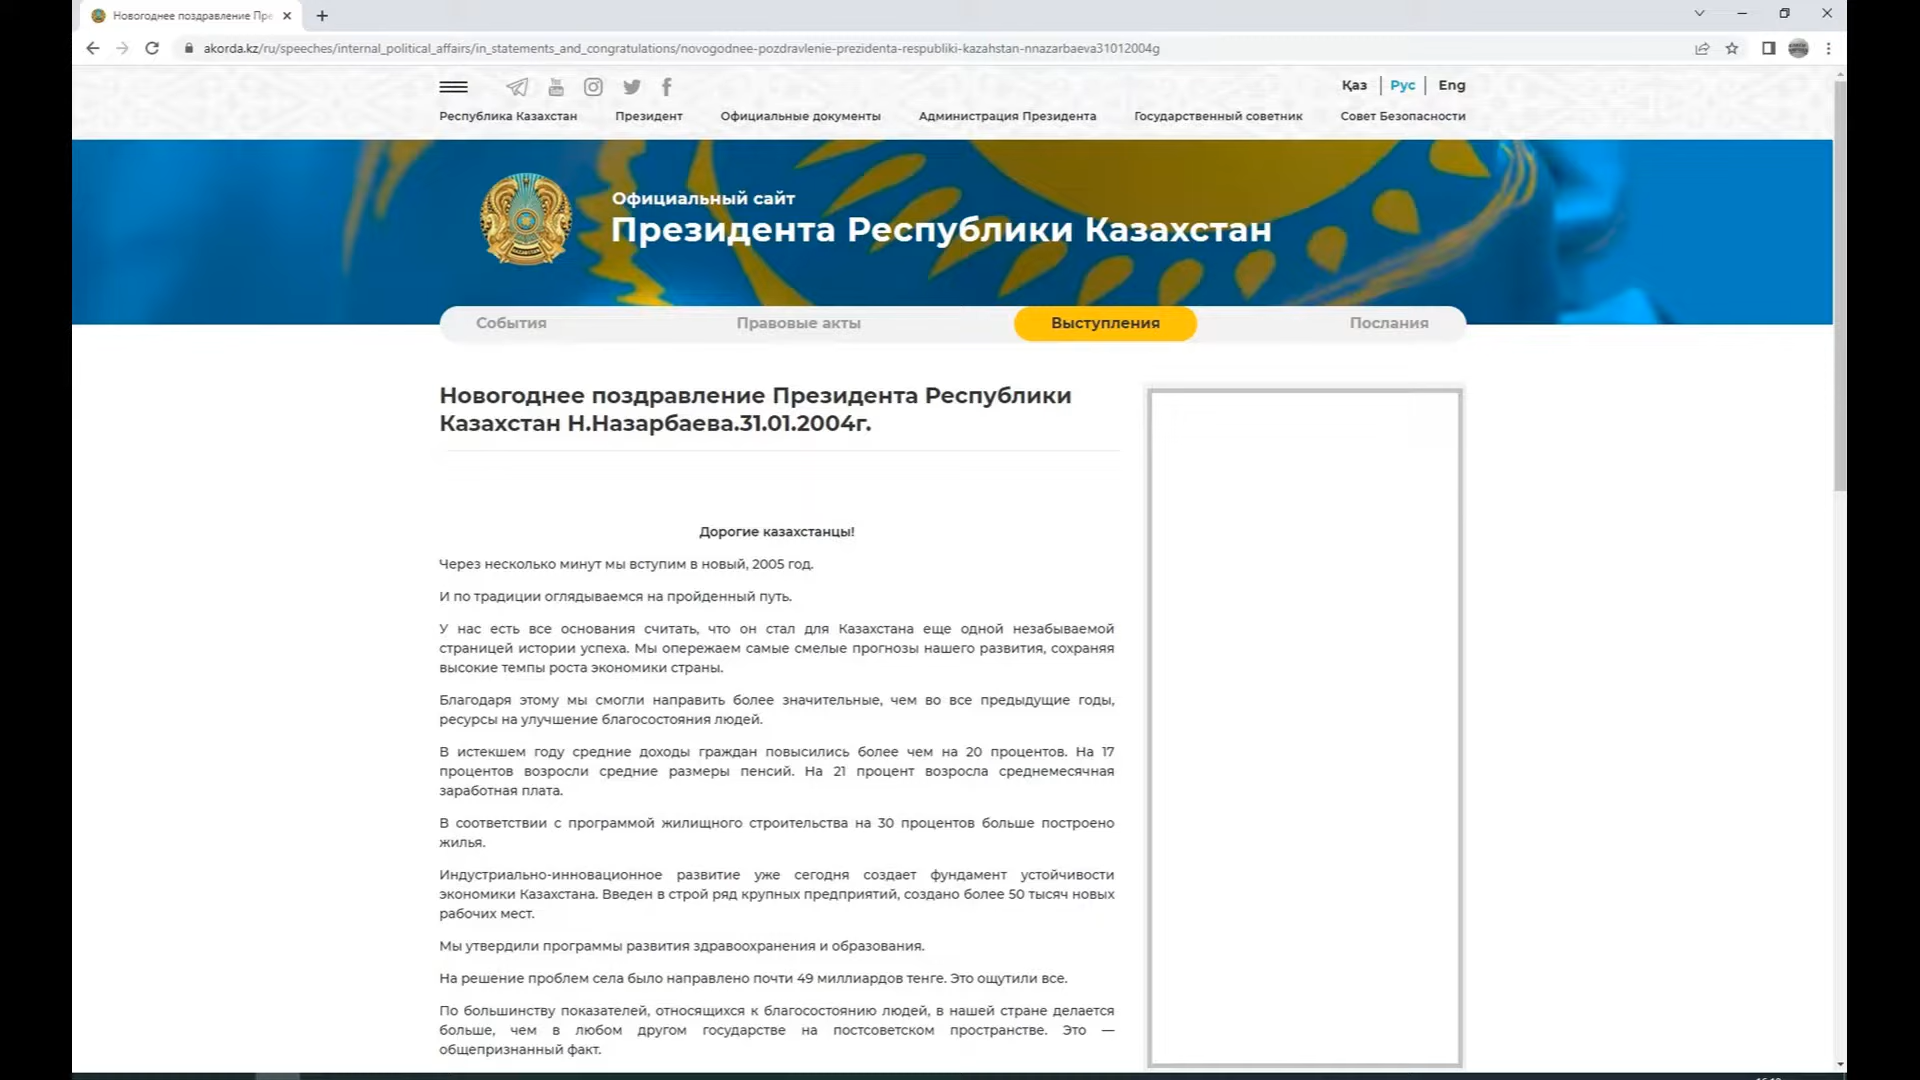 Новогоднее поздравление Пре
akorda.kz/ru/speeches/internal_political_affairs/in_statements_and_congratulations/novogodnee-pozdravlenie-prezidenta-respubliki-kazahstan-nnazarbaeva31012004g
Қаз | Рус | Eng
Республика Казахстан Президент Официальные документы Администрация Президента Государственный советник Совет Безопасности
Официальный сайт
Президента Республики Казахстан
События Правовые акты Выступления Послания
Новогоднее поздравление Президента Республики
Казахстан Н.Назарбаева.31.01.2004г.
Дорогие казахстанцы!
Через несколько минут мы вступим в новый, 2005 год.
И по традиции оглядываемся на пройденный путь.
У нас есть все основания считать, что он стал для Казахстана еще одной незабываемой
страницей истории успеха. Мы опережаем самые смелые прогнозы нашего развития, сохраняя
высокие темпы роста экономики страны.
Благодаря этому мы смогли направить более значительные, чем во все предыдущие годы,
ресурсы на улучшение благосостояния людей.
В истекшем году средние доходы граждан повысились более чем на 20 процентов. На 17
процентов возросли средние размеры пенсий. На 21 процент возросла среднемесячная
заработная плата.
В соответствии с программой жилищного строительства на 30 процентов больше построено
жилья.
Индустриально-инновационное развитие уже сегодня создает фундамент устойчивости
экономики Казахстана. Введен в строй ряд крупных предприятий, создано более 50 тысяч новых
рабочих мест.
Мы утвердили программы развития здравоохранения и образования.
На решение проблем села было направлено почти 49 миллиардов тенге. Это ощутили все.
По большинству показателей, относящихся к благосостоянию людей, в нашей стране делается
больше, чем в любом другом государстве на постсоветском пространстве. Это —
общепризнанный факт.